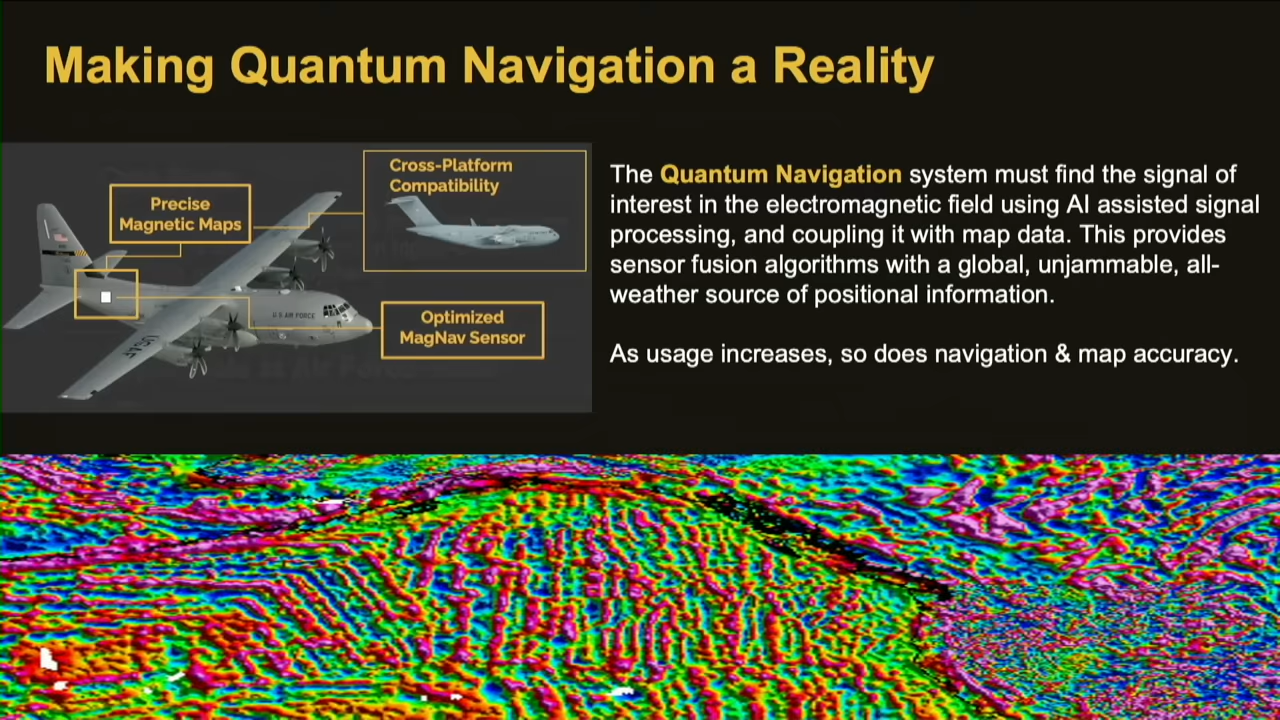 Making Quantum Navigation a Reality
Cross-Platform
Compatibility
Precise
Magnetic Maps
U.S. AIR FORCE
USAF
Optimized
MagNav Sensor
The Quantum Navigation system must find the signal of
interest in the electromagnetic field using AI assisted signal
processing, and coupling it with map data. This provides
sensor fusion algorithms with a global, unjammable, all-
weather source of positional information.
As usage increases, so does navigation & map accuracy.